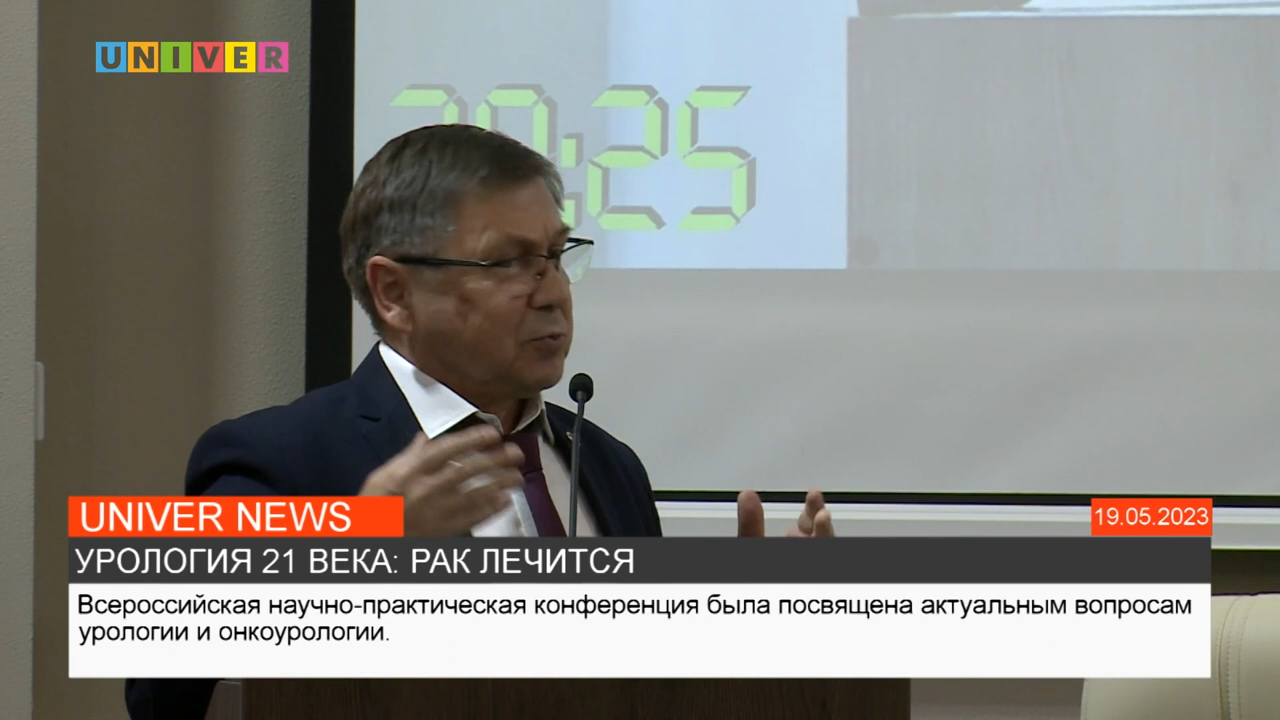 UNIVER
:25
UNIVER NEWS
19.05.2023
УРОЛОГИЯ 21 ВЕКА: РАК ЛЕЧИТСЯ
Всероссийская научно-практическая конференция была посвящена актуальным вопросам
урологии и онкоурологии.